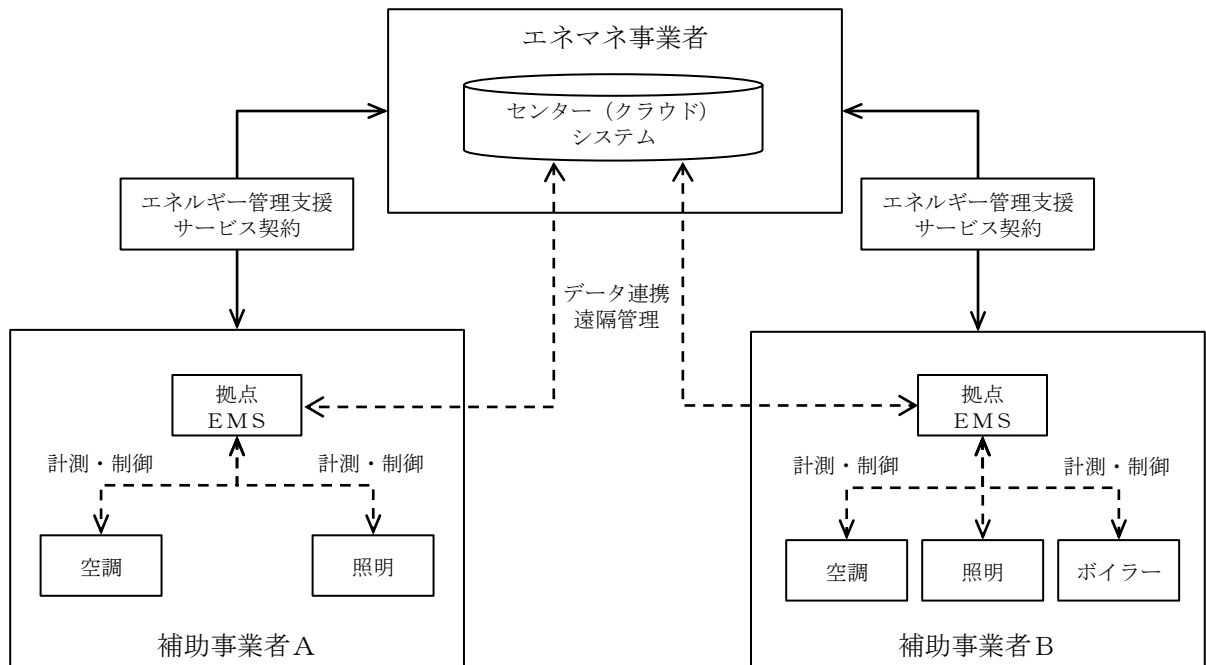 エネマネ事業者
センター（クラウド）
システム
エネルギー管理支援
サービス契約
エネルギー管理支援
サービス契約
データ連携
遠隔管理
拠点
ＥＭＳ
計測・制御
計測・制御
空調
照明
補助事業者Ａ
拠点
ＥＭＳ
計測・制御
計測・制御
空調
照明
ボイラー
補助事業者Ｂ